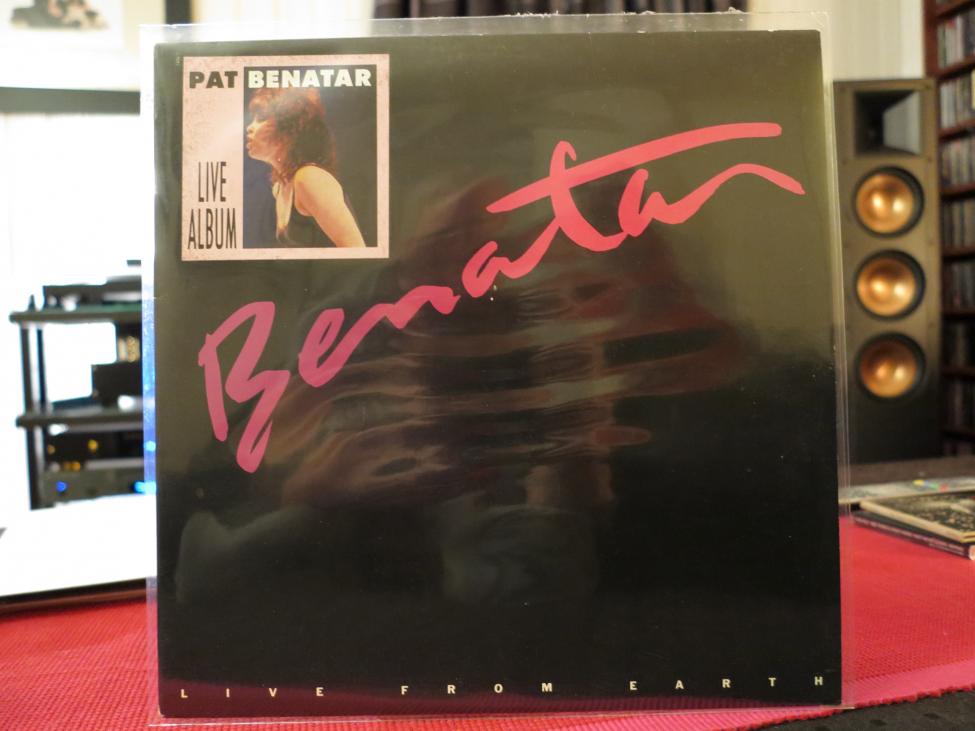 PAT BENATAR
LIVE
ALBUM
Benatar
LIVE FROM EARTH